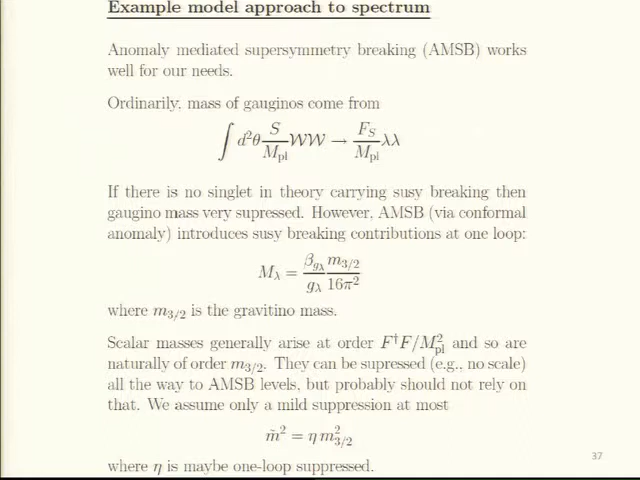 Example model approach to spectrum
Anomaly mediated supersymmetry breaking (AMSB) works
well for our needs.
Ordinarily, mass of gauginos come from
∫ d²θ S/M_pl 𝒲𝒲 → F_S/M_pl λλ
If there is no singlet in theory carrying susy breaking then
gaugino mass very supressed. However, AMSB (via conformal
anomaly) introduces susy breaking contributions at one loop:
M_λ = β_{g_λ}/g_λ m_{3/2}/16π²
where m_{3/2} is the gravitino mass.
Scalar masses generally arise at order F†F/M²_pl and so are
naturally of order m_{3/2}. They can be supressed (e.g., no scale)
all the way to AMSB levels, but probably should not rely on
that. We assume only a mild suppression at most
m̃² = η m²_{3/2}
where η is maybe one-loop suppressed.
37